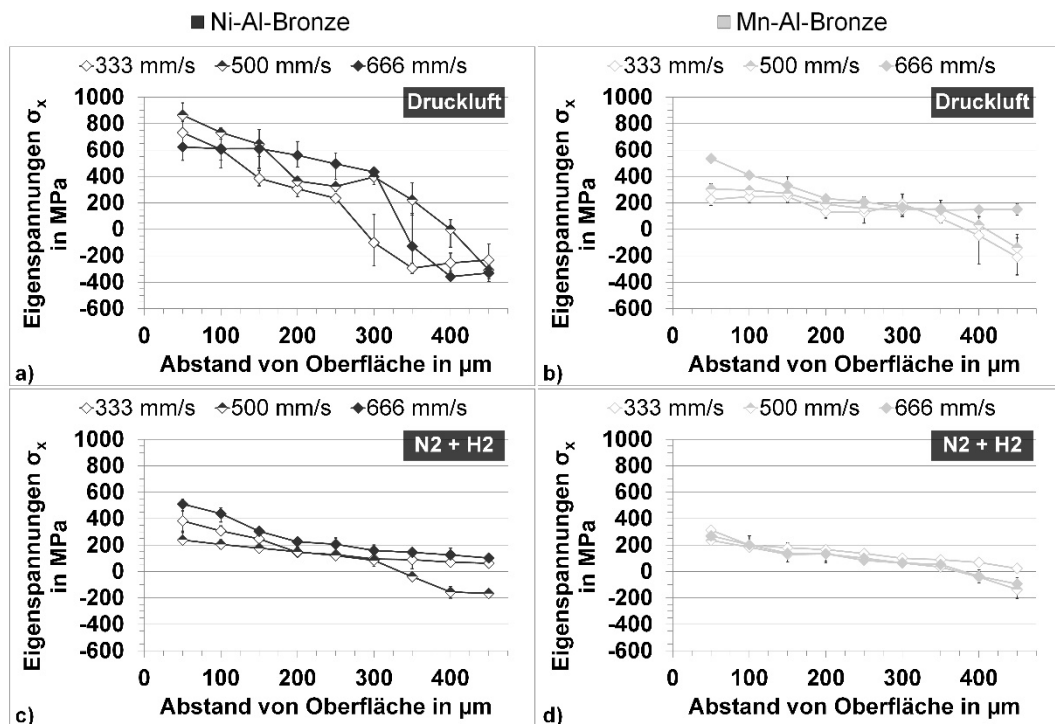 Ni-Al-Bronze
Mn-Al-Bronze
333 mm/s 500 mm/s 666 mm/s
Druckluft
Eigenspannungen σx
in MPa
1000
800
600
400
200
0
-200
-400
-600
0 100 200 300 400
Abstand von Oberfläche in µm
a)
333 mm/s 500 mm/s 666 mm/s
Druckluft
Eigenspannungen σx
in MPa
1000
800
600
400
200
0
-200
-400
-600
0 100 200 300 400
Abstand von Oberfläche in µm
b)
333 mm/s 500 mm/s 666 mm/s
N2 + H2
Eigenspannungen σx
in MPa
1000
800
600
400
200
0
-200
-400
-600
0 100 200 300 400
Abstand von Oberfläche in µm
c)
333 mm/s 500 mm/s 666 mm/s
N2 + H2
Eigenspannungen σx
in MPa
1000
800
600
400
200
0
-200
-400
-600
0 100 200 300 400
Abstand von Oberfläche in µm
d)